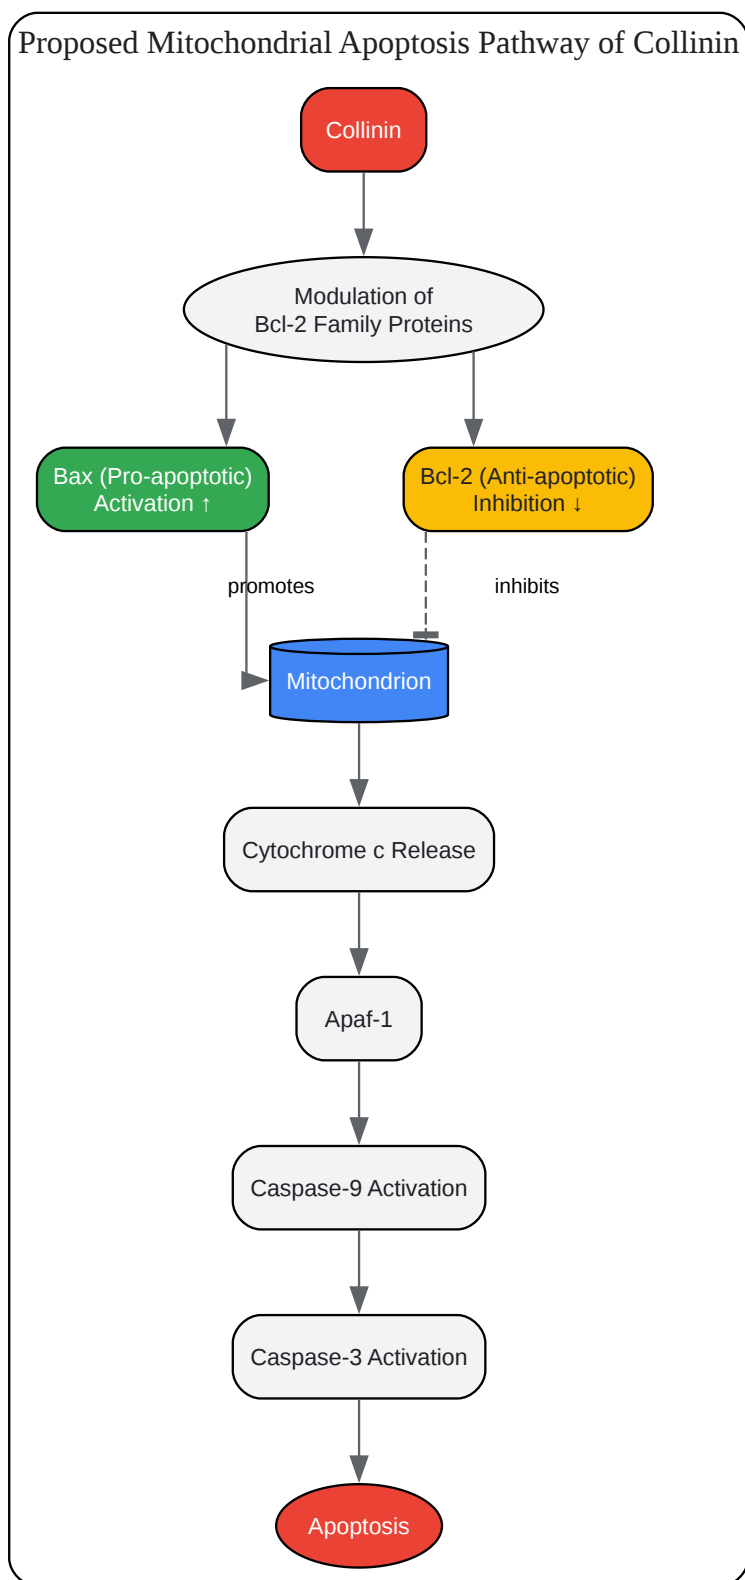 Proposed Mitochondrial Apoptosis Pathway of Collinin
Collinin
Modulation of
Bcl-2 Family Proteins
Bax (Pro-apoptotic)
Activation ↑
Bcl-2 (Anti-apoptotic)
Inhibition ↓
promotes
inhibits
Mitochondrion
Cytochrome c Release
Apaf-1
Caspase-9 Activation
Caspase-3 Activation
Apoptosis